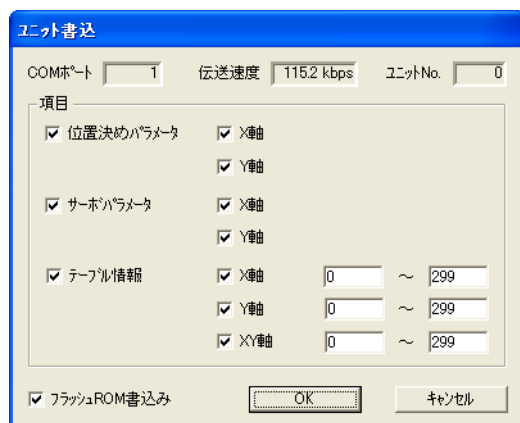 ユニット書込
COMポート 1 伝送速度 115.2 kbps ユニットNo. 0
項目
位置決めパラメータ X軸
Y軸
サーボパラメータ X軸
Y軸
テーブル情報 X軸 0 ～ 299
Y軸 0 ～ 299
XY軸 0 ～ 299
フラッシュROM書込み OK キャンセル